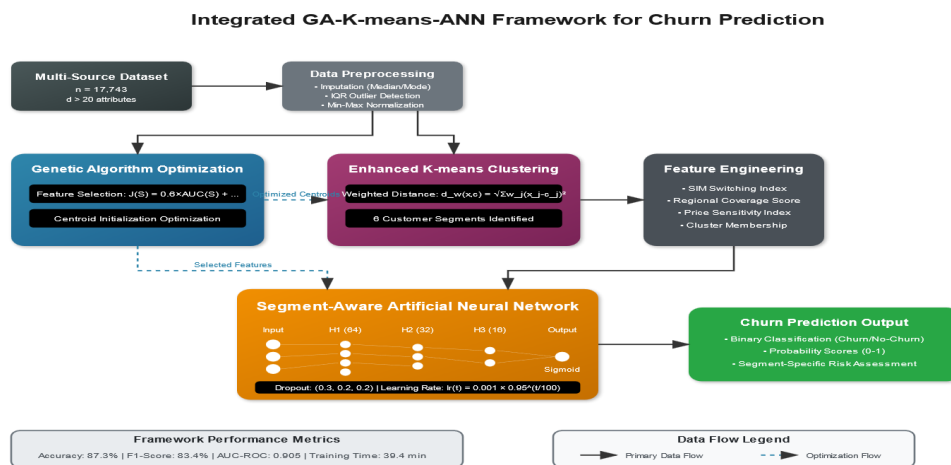 Integrated GA-K-means-ANN Framework for Churn Prediction
Multi-Source Dataset
n = 17,743
d > 20 attributes
Data Preprocessing
- Imputation (Median/Mode)
- IQR Outlier Detection
- Min-Max Normalization
Genetic Algorithm Optimization
Feature Selection: J(S) = 0.6×AUC(S) + ...
Centroid Initialization Optimization
Optimized Centroids
Enhanced K-means Clustering
Weighted Distance: d_w(x,c) = √Σw_j(x_j-c_j)²
6 Customer Segments Identified
Feature Engineering
- SIM Switching Index
- Regional Coverage Score
- Price Sensitivity Index
- Cluster Membership
Selected Features
Segment-Aware Artificial Neural Network
Input H1 (64) H2 (32) H3 (16) Output
Sigmoid
Dropout: (0.3, 0.2, 0.2) | Learning Rate: lr(t) = 0.001 × 0.95^(t/100)
Churn Prediction Output
- Binary Classification (Churn/No-Churn)
- Probability Scores (0-1)
- Segment-Specific Risk Assessment
Framework Performance Metrics
Accuracy: 87.3% | F1-Score: 83.4% | AUC-ROC: 0.905 | Training Time: 39.4 min
Data Flow Legend
Primary Data Flow Optimization Flow